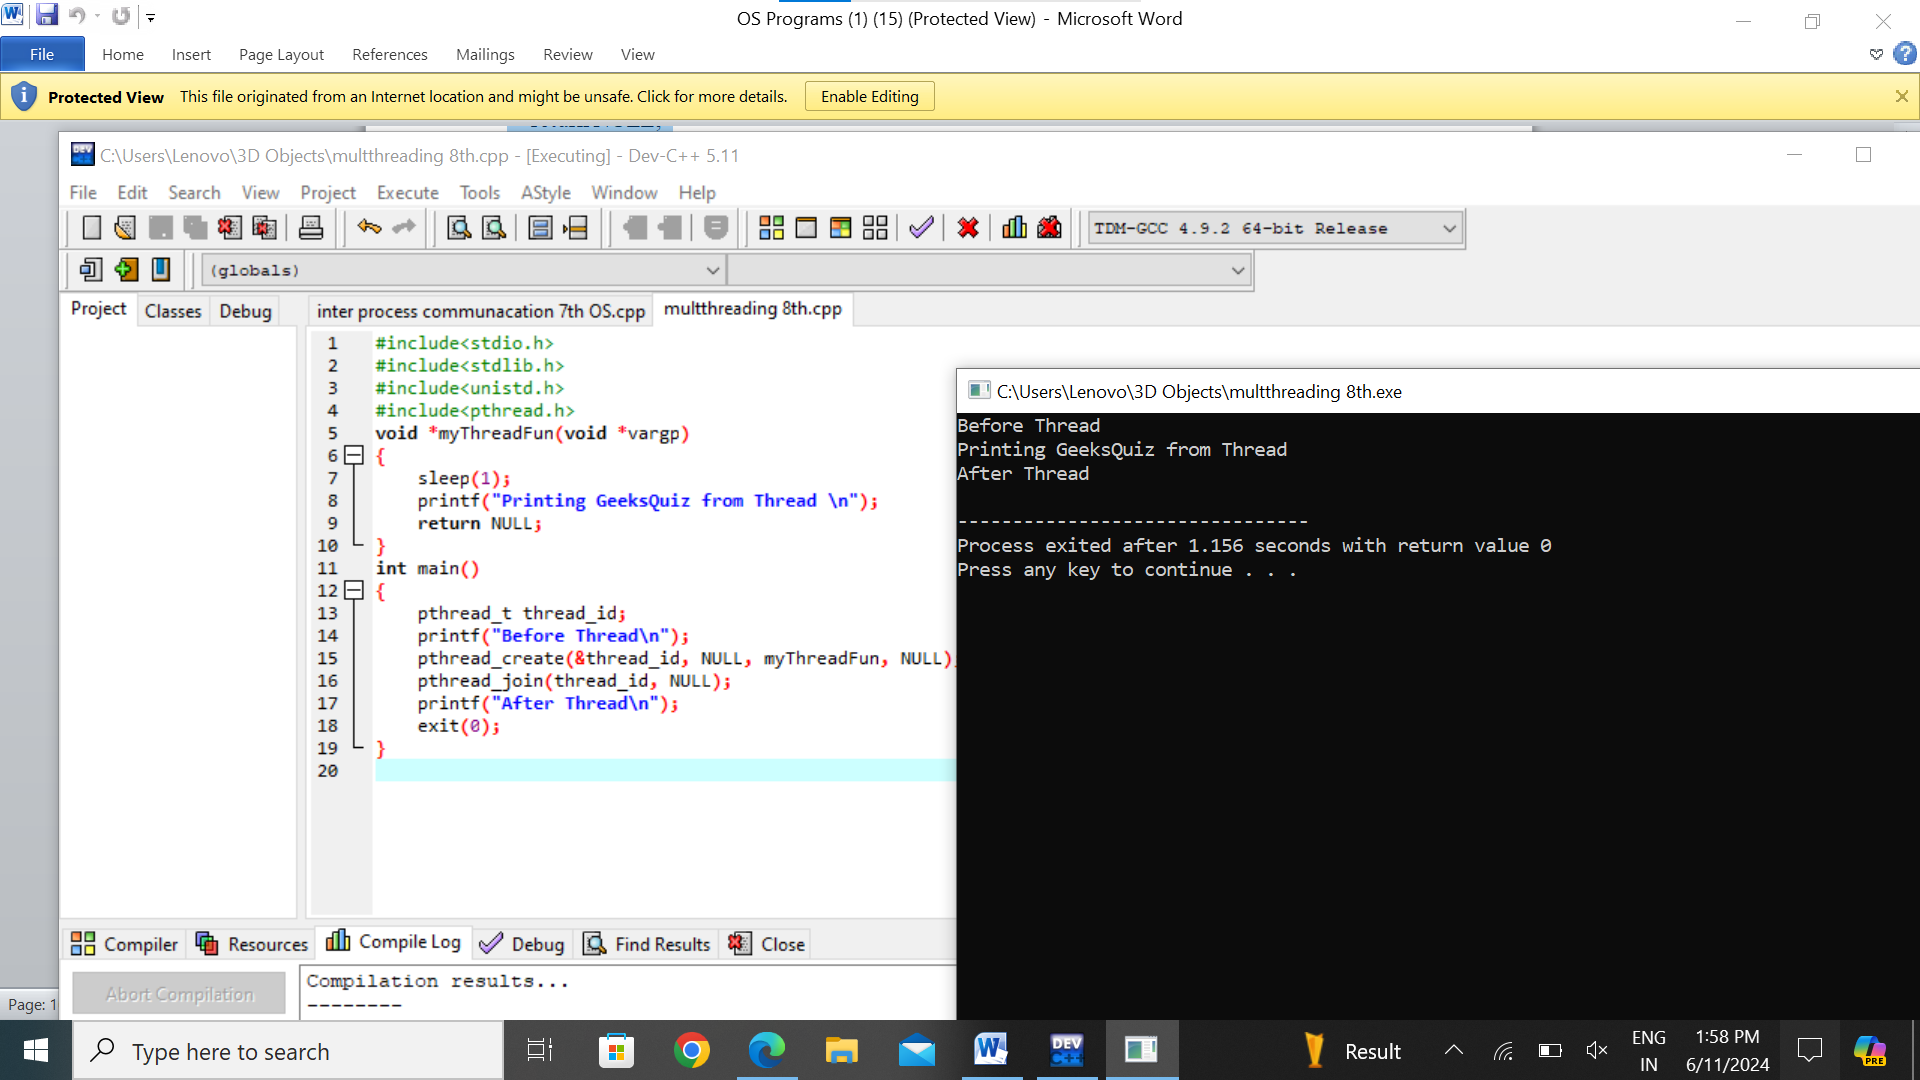 OS Programs (1) (15) (Protected View) - Microsoft Word
File Home Insert Page Layout References Mailings Review View
Protected View This file originated from an Internet location and might be unsafe. Click for more details. Enable Editing
C:\Users\Lenovo\3D Objects\multthreading 8th.cpp - [Executing] - Dev-C++ 5.11
File Edit Search View Project Execute Tools AStyle Window Help
TDM-GCC 4.9.2 64-bit Release
(globals)
Project Classes Debug
inter process communacation 7th OS.cpp multthreading 8th.cpp
1 #include<stdio.h>
2 #include<stdlib.h>
3 #include<unistd.h>
4 #include<pthread.h>
5 void *myThreadFun(void *vargp)
6 {
7 sleep(1);
8 printf("Printing GeeksQuiz from Thread \n");
9 return NULL;
10 }
11 int main()
12 {
13 pthread_t thread_id;
14 printf("Before Thread\n");
15 pthread_create(&thread_id, NULL, myThreadFun, NULL)
16 pthread_join(thread_id, NULL);
17 printf("After Thread\n");
18 exit(0);
19 }
20
C:\Users\Lenovo\3D Objects\multthreading 8th.exe
Before Thread
Printing GeeksQuiz from Thread
After Thread
--------------------------------
Process exited after 1.156 seconds with return value 0
Press any key to continue . . .
Compiler Resources Compile Log Debug Find Results Close
Abort Compilation
Compilation results...
--------
Page: 1
Type here to search
DEV C++
Result
ENG
IN
1:58 PM
6/11/2024
PRE